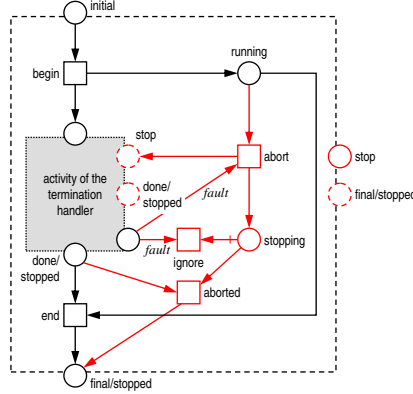 initial
running
begin
stop
abort
stop
activity of the
termination
handler
done/
stopped
fault
final/stopped
fault
stopping
done/
stopped
ignore
aborted
end
final/stopped